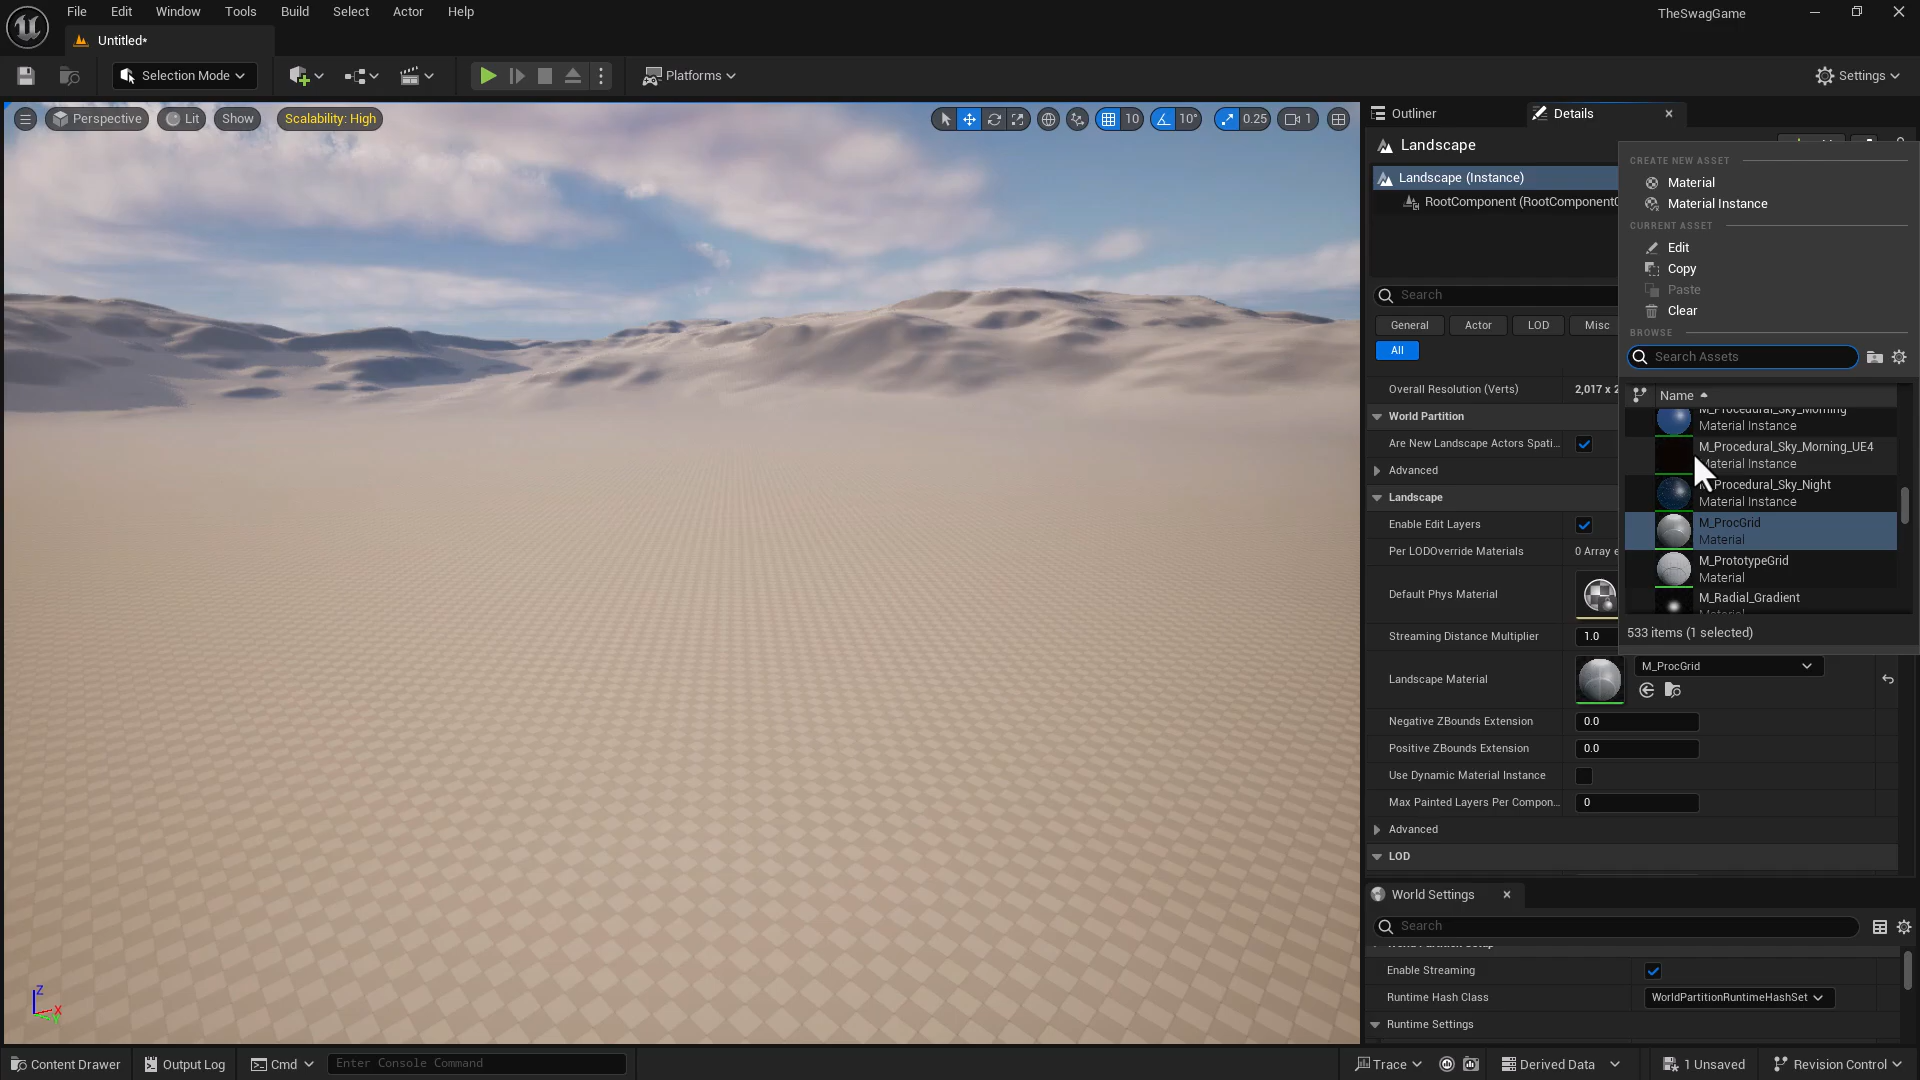 File Edit Window Tools Build Select Actor Help
TheSwagGame
Untitled*
Selection Mode
Platforms
Settings
Perspective Lit Show Scalability: High
10 10° 0.25 1
Outliner
Details
Landscape
Landscape (Instance)
RootComponent (RootComponent0
Search
General Actor LOD Misc
All
Overall Resolution (Verts) 2,017 x 2
World Partition
Are New Landscape Actors Spati...
Advanced
Landscape
Enable Edit Layers
Per LODOverride Materials 0 Array e
Default Phys Material
Streaming Distance Multiplier 1.0
Landscape Material M_ProcGrid
Negative ZBounds Extension 0.0
Positive ZBounds Extension 0.0
Use Dynamic Material Instance
Max Painted Layers Per Compon... 0
Advanced
LOD
CREATE NEW ASSET
Material
Material Instance
CURRENT ASSET
Edit
Copy
Paste
Clear
BROWSE
Search Assets
Name
M_Procedural_Sky_Morning
Material Instance
M_Procedural_Sky_Morning_UE4
Material Instance
M_Procedural_Sky_Night
Material Instance
M_ProcGrid
Material
M_PrototypeGrid
Material
M_Radial_Gradient
Material
533 items (1 selected)
World Settings
Search
World Partition Setup
Enable Streaming
Runtime Hash Class WorldPartitionRuntimeHashSet
Runtime Settings
Z
X
Y
Content Drawer Output Log Cmd Enter Console Command
Trace Derived Data 1 Unsaved Revision Control